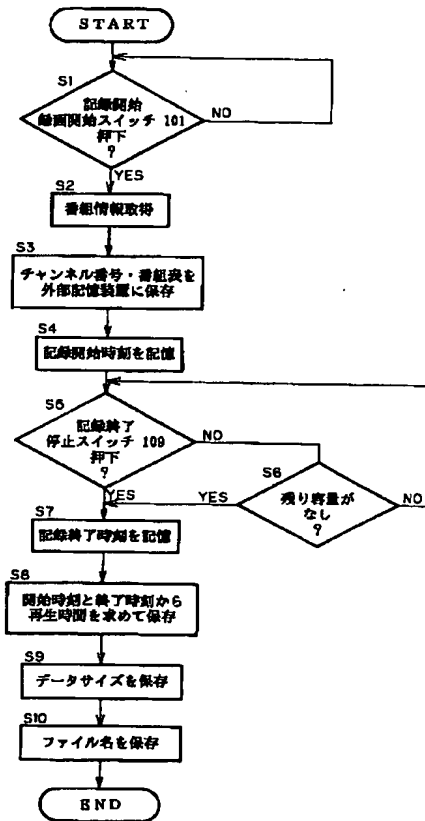 START
S1
記録開始
録画開始スイッチ 101
押下
?
NO
YES
S2
番組情報取得
S3
チャンネル番号・番組表を
外部記憶装置に保存
S4
記録開始時刻を記憶
S5
記録終了
停止スイッチ 109
押下
?
NO
YES
S6
残り容量が
なし
?
YES
NO
S7
記録終了時刻を記憶
S8
開始時刻と終了時刻から
再生時間を求めて保存
S9
データサイズを保存
S10
ファイル名を保存
END